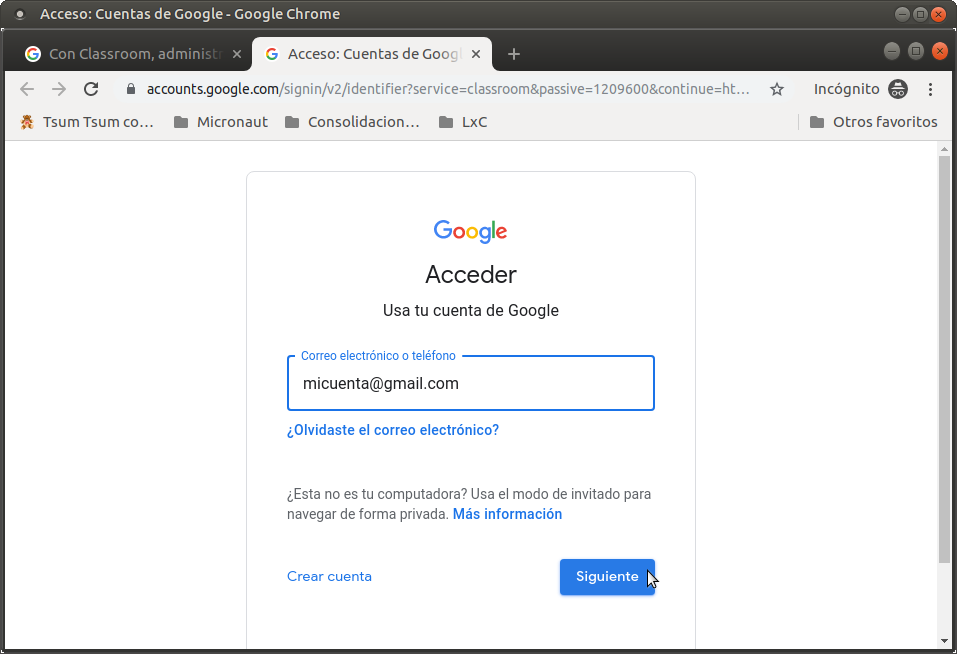 Acceso: Cuentas de Google - Google Chrome
Con Classroom, administr
Acceso: Cuentas de Googl
accounts.google.com/signin/v2/identifier?service=classroom&passive=1209600&continue=ht...
Incógnito
Tsum Tsum co...
Micronaut
Consolidacion...
LxC
Otros favoritos
Google
Acceder
Usa tu cuenta de Google
Correo electrónico o teléfono
micuenta@gmail.com
¿Olvidaste el correo electrónico?
¿Esta no es tu computadora? Usa el modo de invitado para
navegar de forma privada. Más información
Crear cuenta
Siguiente